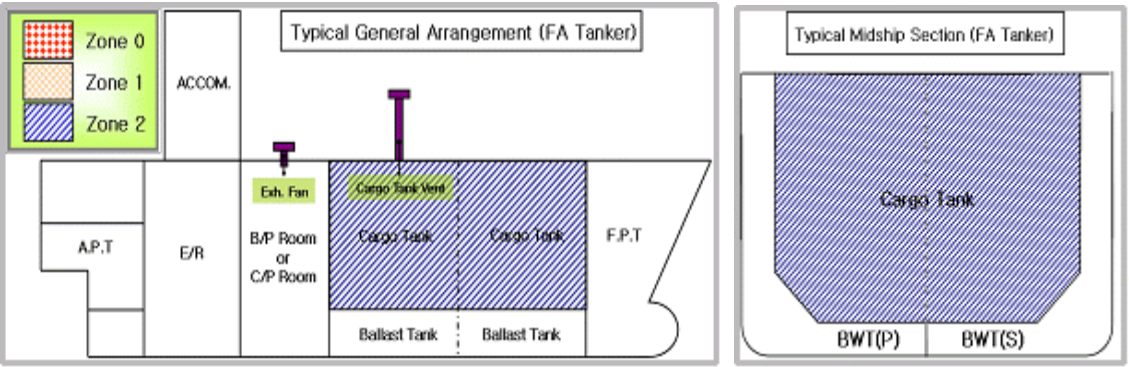 Zone 0
Zone 1
Zone 2
ACCOM.
Typical General Arrangement (FA Tanker)
Exh. Fan
Cargo Tank Vent
A.P.T
E/R
B/P Room
or
C/P Room
Cargo Tank
Cargo Tank
F.P.T
Ballast Tank
Ballast Tank
Typical Midship Section (FA Tanker)
Cargo Tank
BWT(P)
BWT(S)